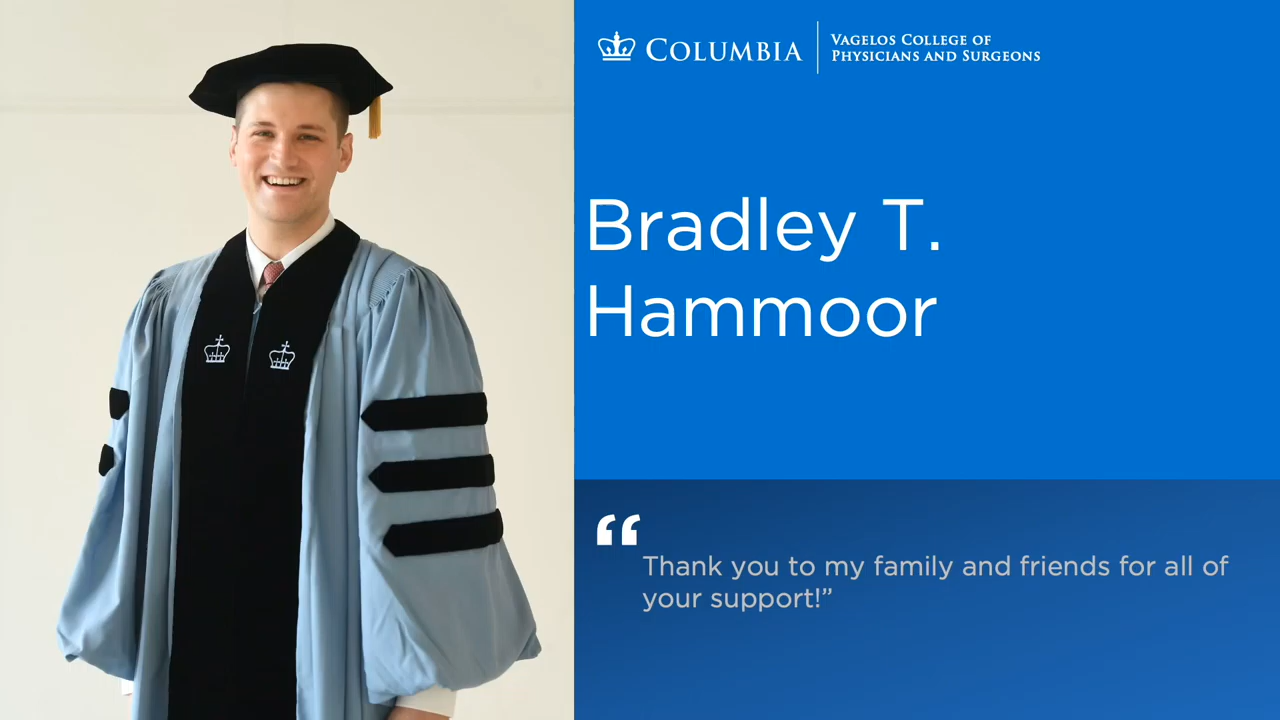 COLUMBIA
VAGELOS COLLEGE OF
PHYSICIANS AND SURGEONS
Bradley T.
Hammoor
“
Thank you to my family and friends for all of
your support!”